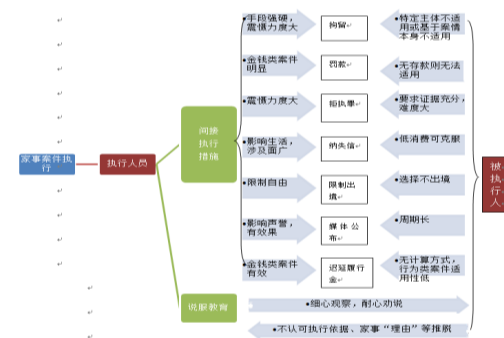 手段强硬，
震慑力度大
拘留
特定主体不适
用或基于案情
本身不适用
金钱类案件
明显
罚款
无存款则无法
适用
震慑力度大
拒执罪
要求证据充分，
难度大
间接
执行
措施
影响生活，
涉及面广
纳失信
低消费可克服
家事案件执
行
执行人员
被
执
行
人
限制自由
限制出
境
选择不出境
影响声誉，
有效果
媒体公
布
周期长
金钱类案件
有效
迟延履行
金
无计算方式，
行为类案件适
用性低
说服教育
细心观察，耐心劝说
不认可执行依据、家事“理由”等推脱